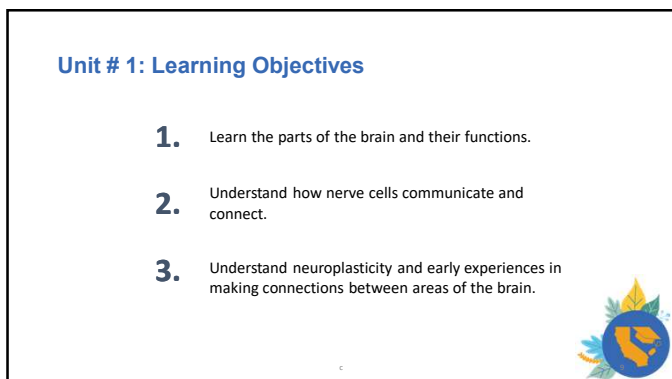 Unit # 1: Learning Objectives
1. Learn the parts of the brain and their functions.
2. Understand how nerve cells communicate and
connect.
3. Understand neuroplasticity and early experiences in
making connections between areas of the brain.
c